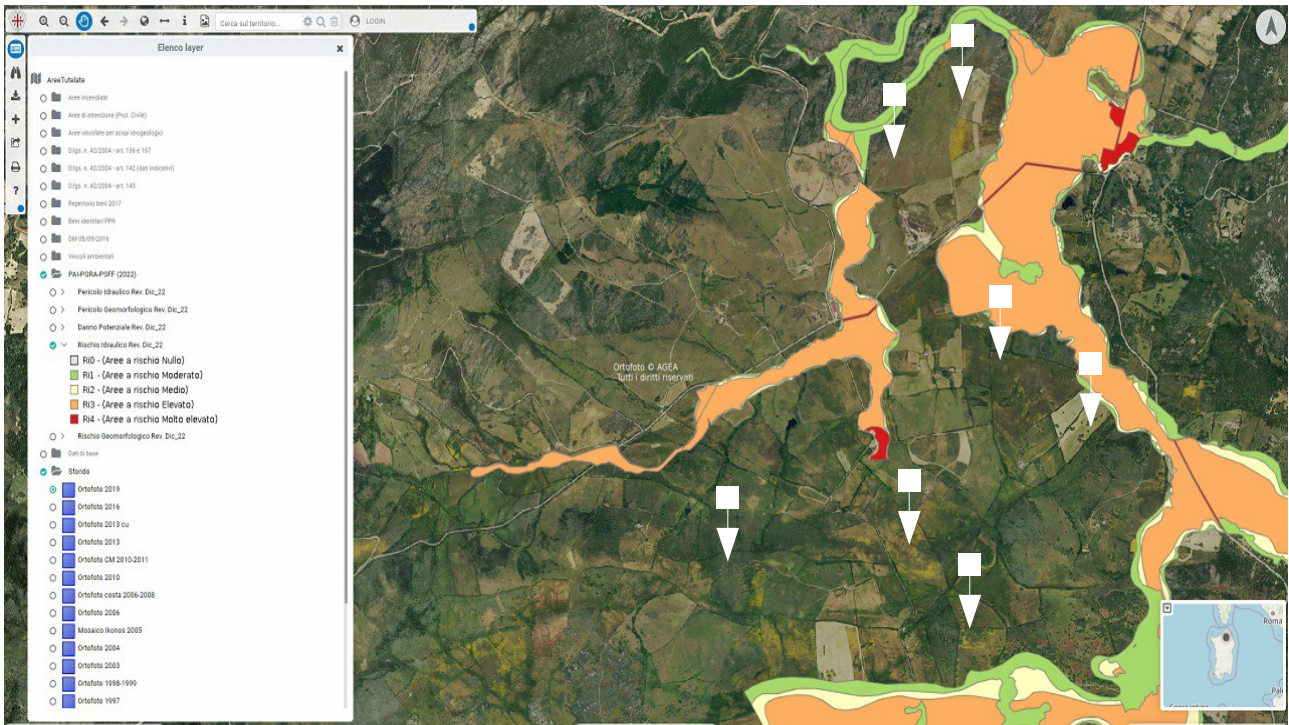 Cerca sul territorio...
LOGIN
Elenco layer
AreeTutelate
Aree incendiate
Aree di attenzione (Prot. Civile)
Aree vincolate per scopi idrogeologici
D.lgs. n. 42/2004 - art. 136 e 157
D.lgs. n. 42/2004 - art. 142 (dati indicativi)
D.lgs. n. 42/2004 - art. 143
Repertorio beni 2017
Beni identitari PPR
DM 08/09/2016
Vincoli ambientali
PAI-PGRA-PSFF (2022)
Pericolo Idraulico Rev. Dic_22
Pericolo Geomorfologico Rev. Dic_22
Danno Potenziale Rev. Dic_22
Rischio Idraulico Rev. Dic_22
Ri0 - (Aree a rischio Nullo)
Ri1 - (Aree a rischio Moderato)
Ri2 - (Aree a rischio Medio)
Ri3 - (Aree a rischio Elevato)
Ri4 - (Aree a rischio Molto elevato)
Rischio Geomorfologico Rev. Dic_22
Dati di base
Sfondo
Ortofoto 2019
Ortofoto 2016
Ortofoto 2013 cu
Ortofoto 2013
Ortofoto CM 2010-2011
Ortofoto 2010
Ortofoto costa 2006-2008
Ortofoto 2006
Mosaico Ikonos 2005
Ortofoto 2004
Ortofoto 2003
Ortofoto 1998-1999
Ortofoto 1997
Ortofoto © AGEA
Tutti i diritti riservati
Roma